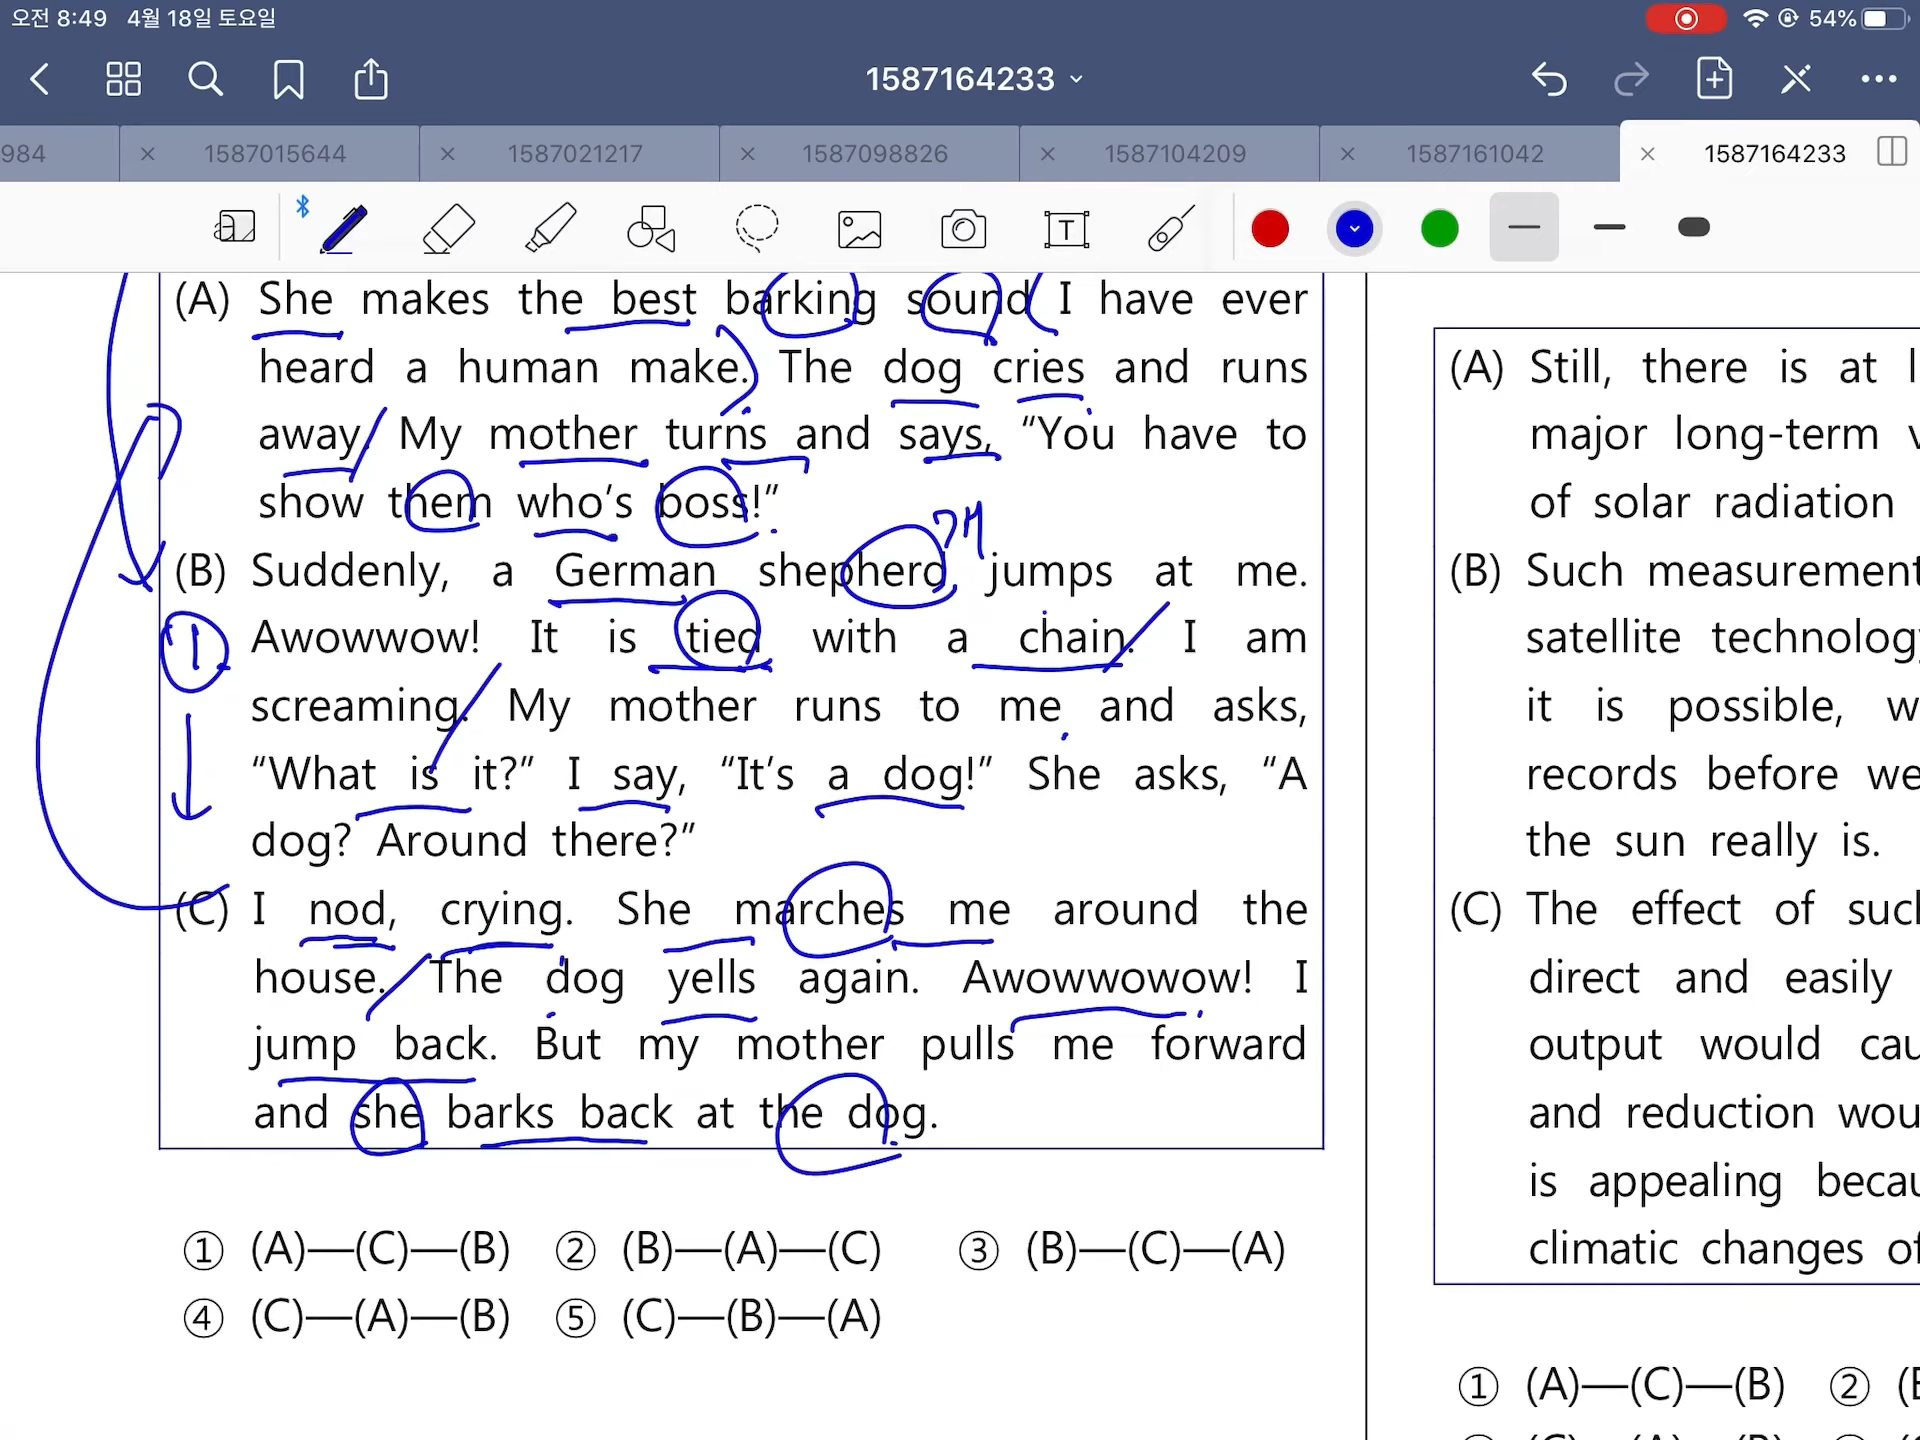 오전 8:49 4월 18일 토요일
54%
1587164233
984
1587015644
1587021217
1587098826
1587104209
1587161042
1587164233
(A) She makes the best barking sound I have ever
heard a human make. The dog cries and runs
away. My mother turns and says, “You have to
show them who’s boss!”
개
(B) Suddenly, a German shepherd jumps at me.
Awowwow! It is tied with a chain. I am
screaming. My mother runs to me and asks,
“What is it?” I say, “It’s a dog!” She asks, “A
dog? Around there?”
1
(C) I nod, crying. She marches me around the
house. The dog yells again. Awowwowow! I
jump back. But my mother pulls me forward
and she barks back at the dog.
① (A)—(C)—(B) ② (B)—(A)—(C) ③ (B)—(C)—(A)
④ (C)—(A)—(B) ⑤ (C)—(B)—(A)
(A) Still, there is at l
major long-term v
of solar radiation
(B) Such measurement
satellite technology
it is possible, w
records before we
the sun really is.
(C) The effect of such
direct and easily
output would cau
and reduction wou
is appealing becau
climatic changes of
① (A)—(C)—(B) ②